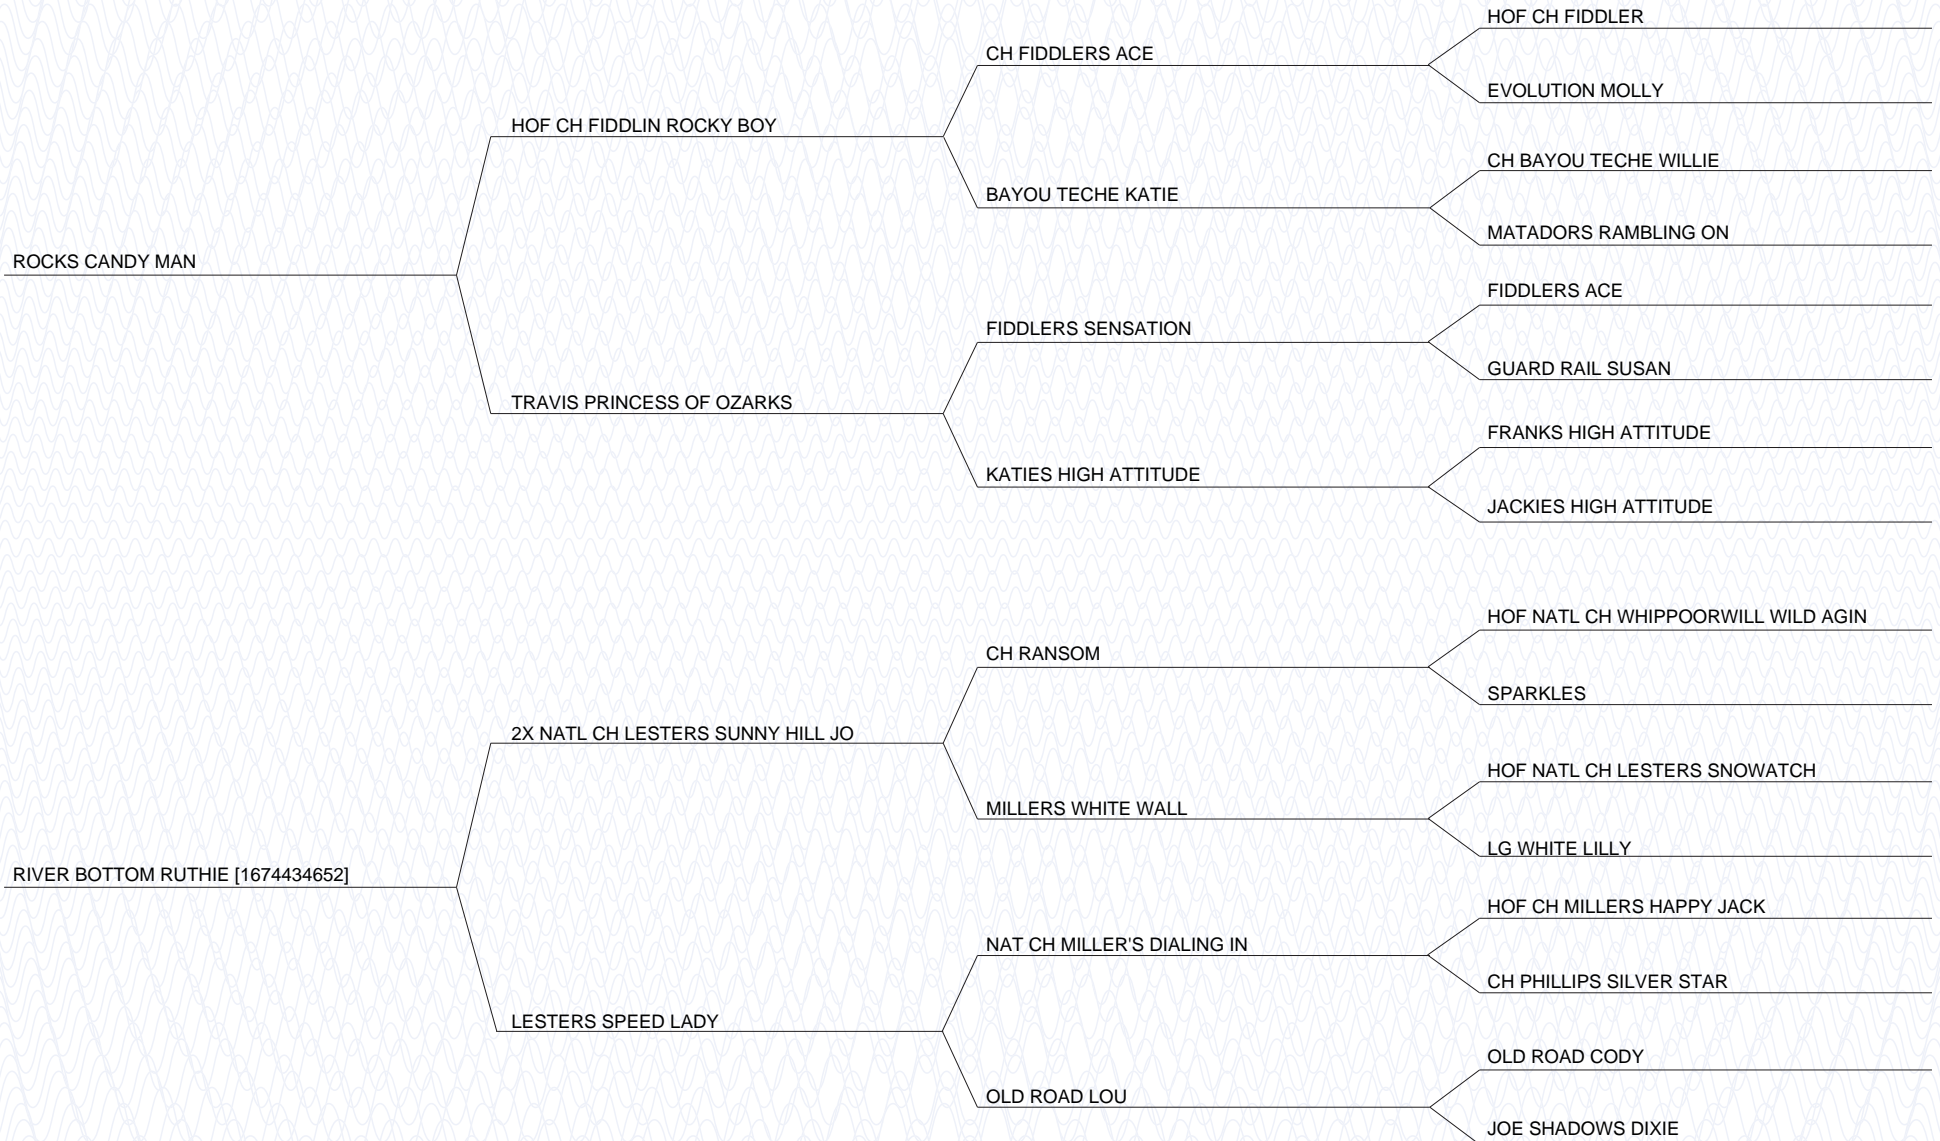 HOF CH FIDDLER
CH FIDDLERS ACE
EVOLUTION MOLLY
HOF CH FIDDLIN ROCKY BOY
CH BAYOU TECHE WILLIE
BAYOU TECHE KATIE
MATADORS RAMBLING ON
ROCKS CANDY MAN
FIDDLERS ACE
FIDDLERS SENSATION
GUARD RAIL SUSAN
TRAVIS PRINCESS OF OZARKS
FRANKS HIGH ATTITUDE
KATIES HIGH ATTITUDE
JACKIES HIGH ATTITUDE
HOF NATL CH WHIPPOORWILL WILD AGIN
CH RANSOM
SPARKLES
2X NATL CH LESTERS SUNNY HILL JO
HOF NATL CH LESTERS SNOWATCH
MILLERS WHITE WALL
LG WHITE LILLY
RIVER BOTTOM RUTHIE [1674434652]
HOF CH MILLERS HAPPY JACK
NAT CH MILLER'S DIALING IN
CH PHILLIPS SILVER STAR
LESTERS SPEED LADY
OLD ROAD CODY
OLD ROAD LOU
JOE SHADOWS DIXIE